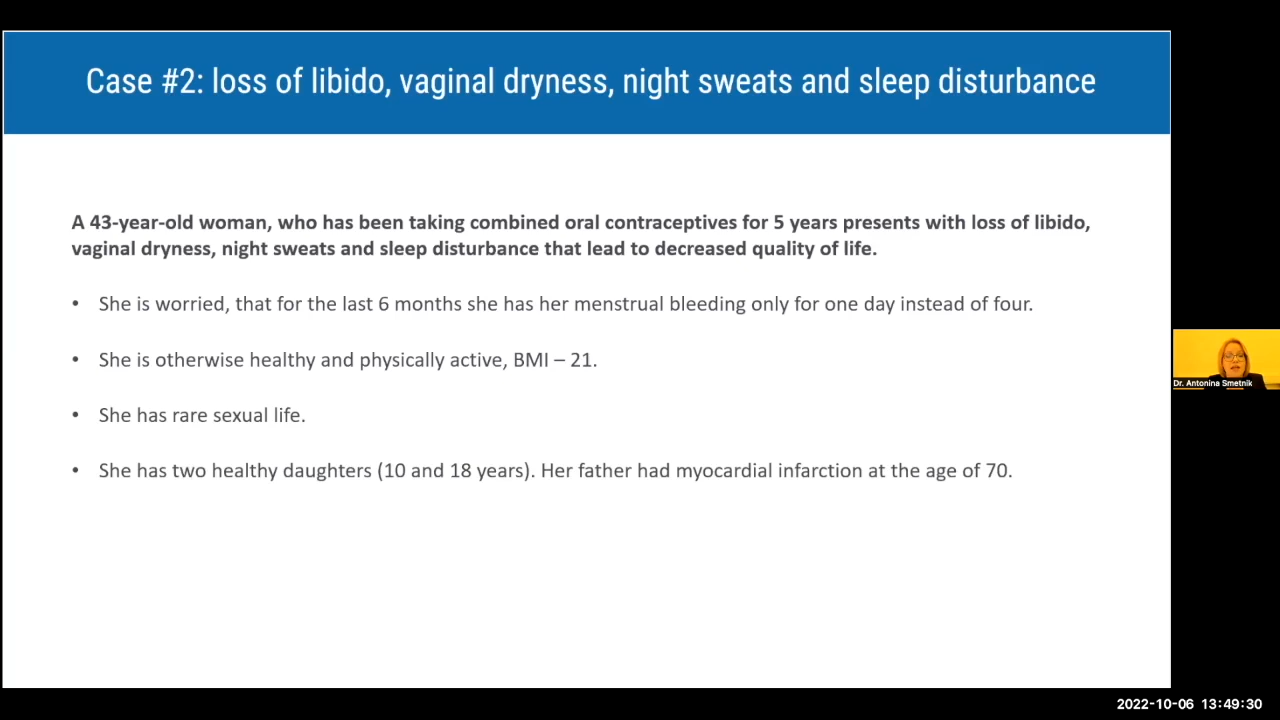 Case #2: loss of libido, vaginal dryness, night sweats and sleep disturbance
A 43-year-old woman, who has been taking combined oral contraceptives for 5 years presents with loss of libido,
vaginal dryness, night sweats and sleep disturbance that lead to decreased quality of life.
• She is worried, that for the last 6 months she has her menstrual bleeding only for one day instead of four.
• She is otherwise healthy and physically active, BMI – 21.
• She has rare sexual life.
• She has two healthy daughters (10 and 18 years). Her father had myocardial infarction at the age of 70.
Dr. Antonina Smetnik
2022-10-06 13:49:30